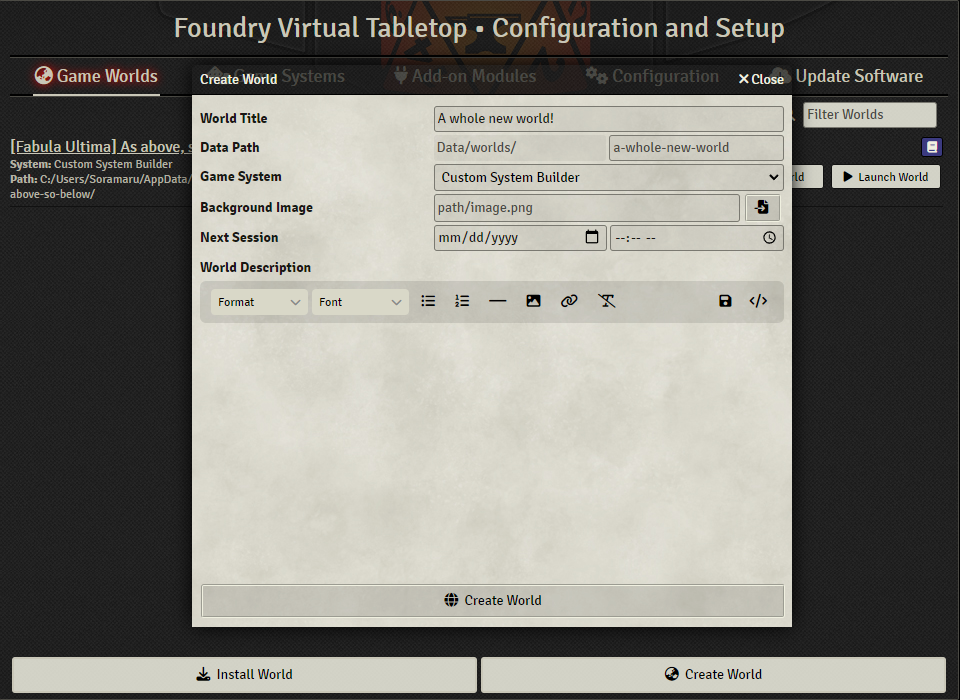 Foundry Virtual Tabletop • Configuration and Setup
Game Worlds
Systems
Add-on Modules
Configuration
Update Software
Create World
Close
Filter Worlds
World Title
A whole new world!
[Fabula Ultima] As above, s
System: Custom System Builder
Path: C:/Users/Soramaru/AppData/
above-so-below/
Data Path
Data/worlds/
a-whole-new-world
Game System
Custom System Builder
rld
Launch World
Background Image
path/image.png
Next Session
mm/dd/yyyy
--:-- --
World Description
Format
Font
Create World
Install World
Create World